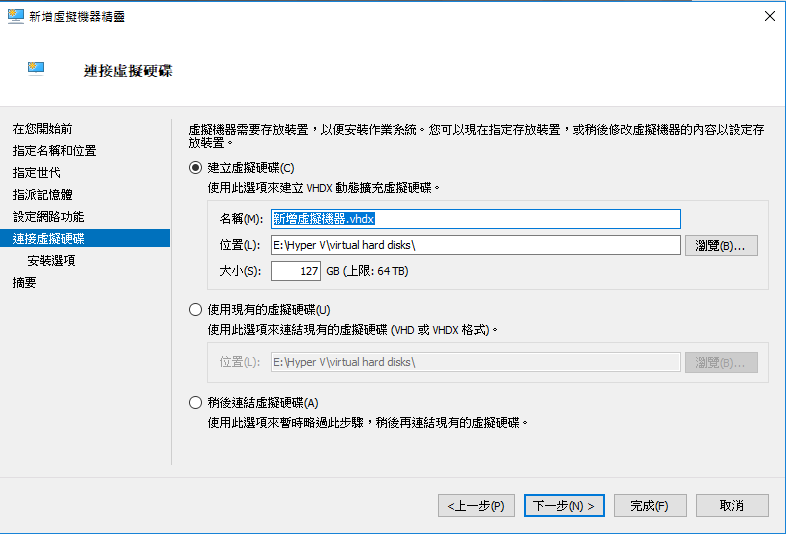 新增虛擬機器精靈
連接虛擬硬碟
在您開始前
指定名稱和位置
指定世代
指派記憶體
設定網路功能
連接虛擬硬碟
安裝選項
摘要
虛擬機器需要存放裝置，以便安裝作業系統。您可以現在指定存放裝置，或稍後修改虛擬機器的內容以設定存
放裝置。
建立虛擬硬碟(C)
使用此選項來建立 VHDX 動態擴充虛擬硬碟。
名稱(M): 新增虛擬機器.vhdx
位置(L): E:\Hyper V\virtual hard disks\ 瀏覽(B)...
大小(S): 127 GB (上限: 64 TB)
使用現有的虛擬硬碟(U)
使用此選項來連結現有的虛擬硬碟 (VHD 或 VHDX 格式)。
位置(L): E:\Hyper V\virtual hard disks\ 瀏覽(B)...
稍後連結虛擬硬碟(A)
使用此選項來暫時略過此步驟，稍後再連結現有的虛擬硬碟。
<上一步(P) 下一步(N) > 完成(F) 取消